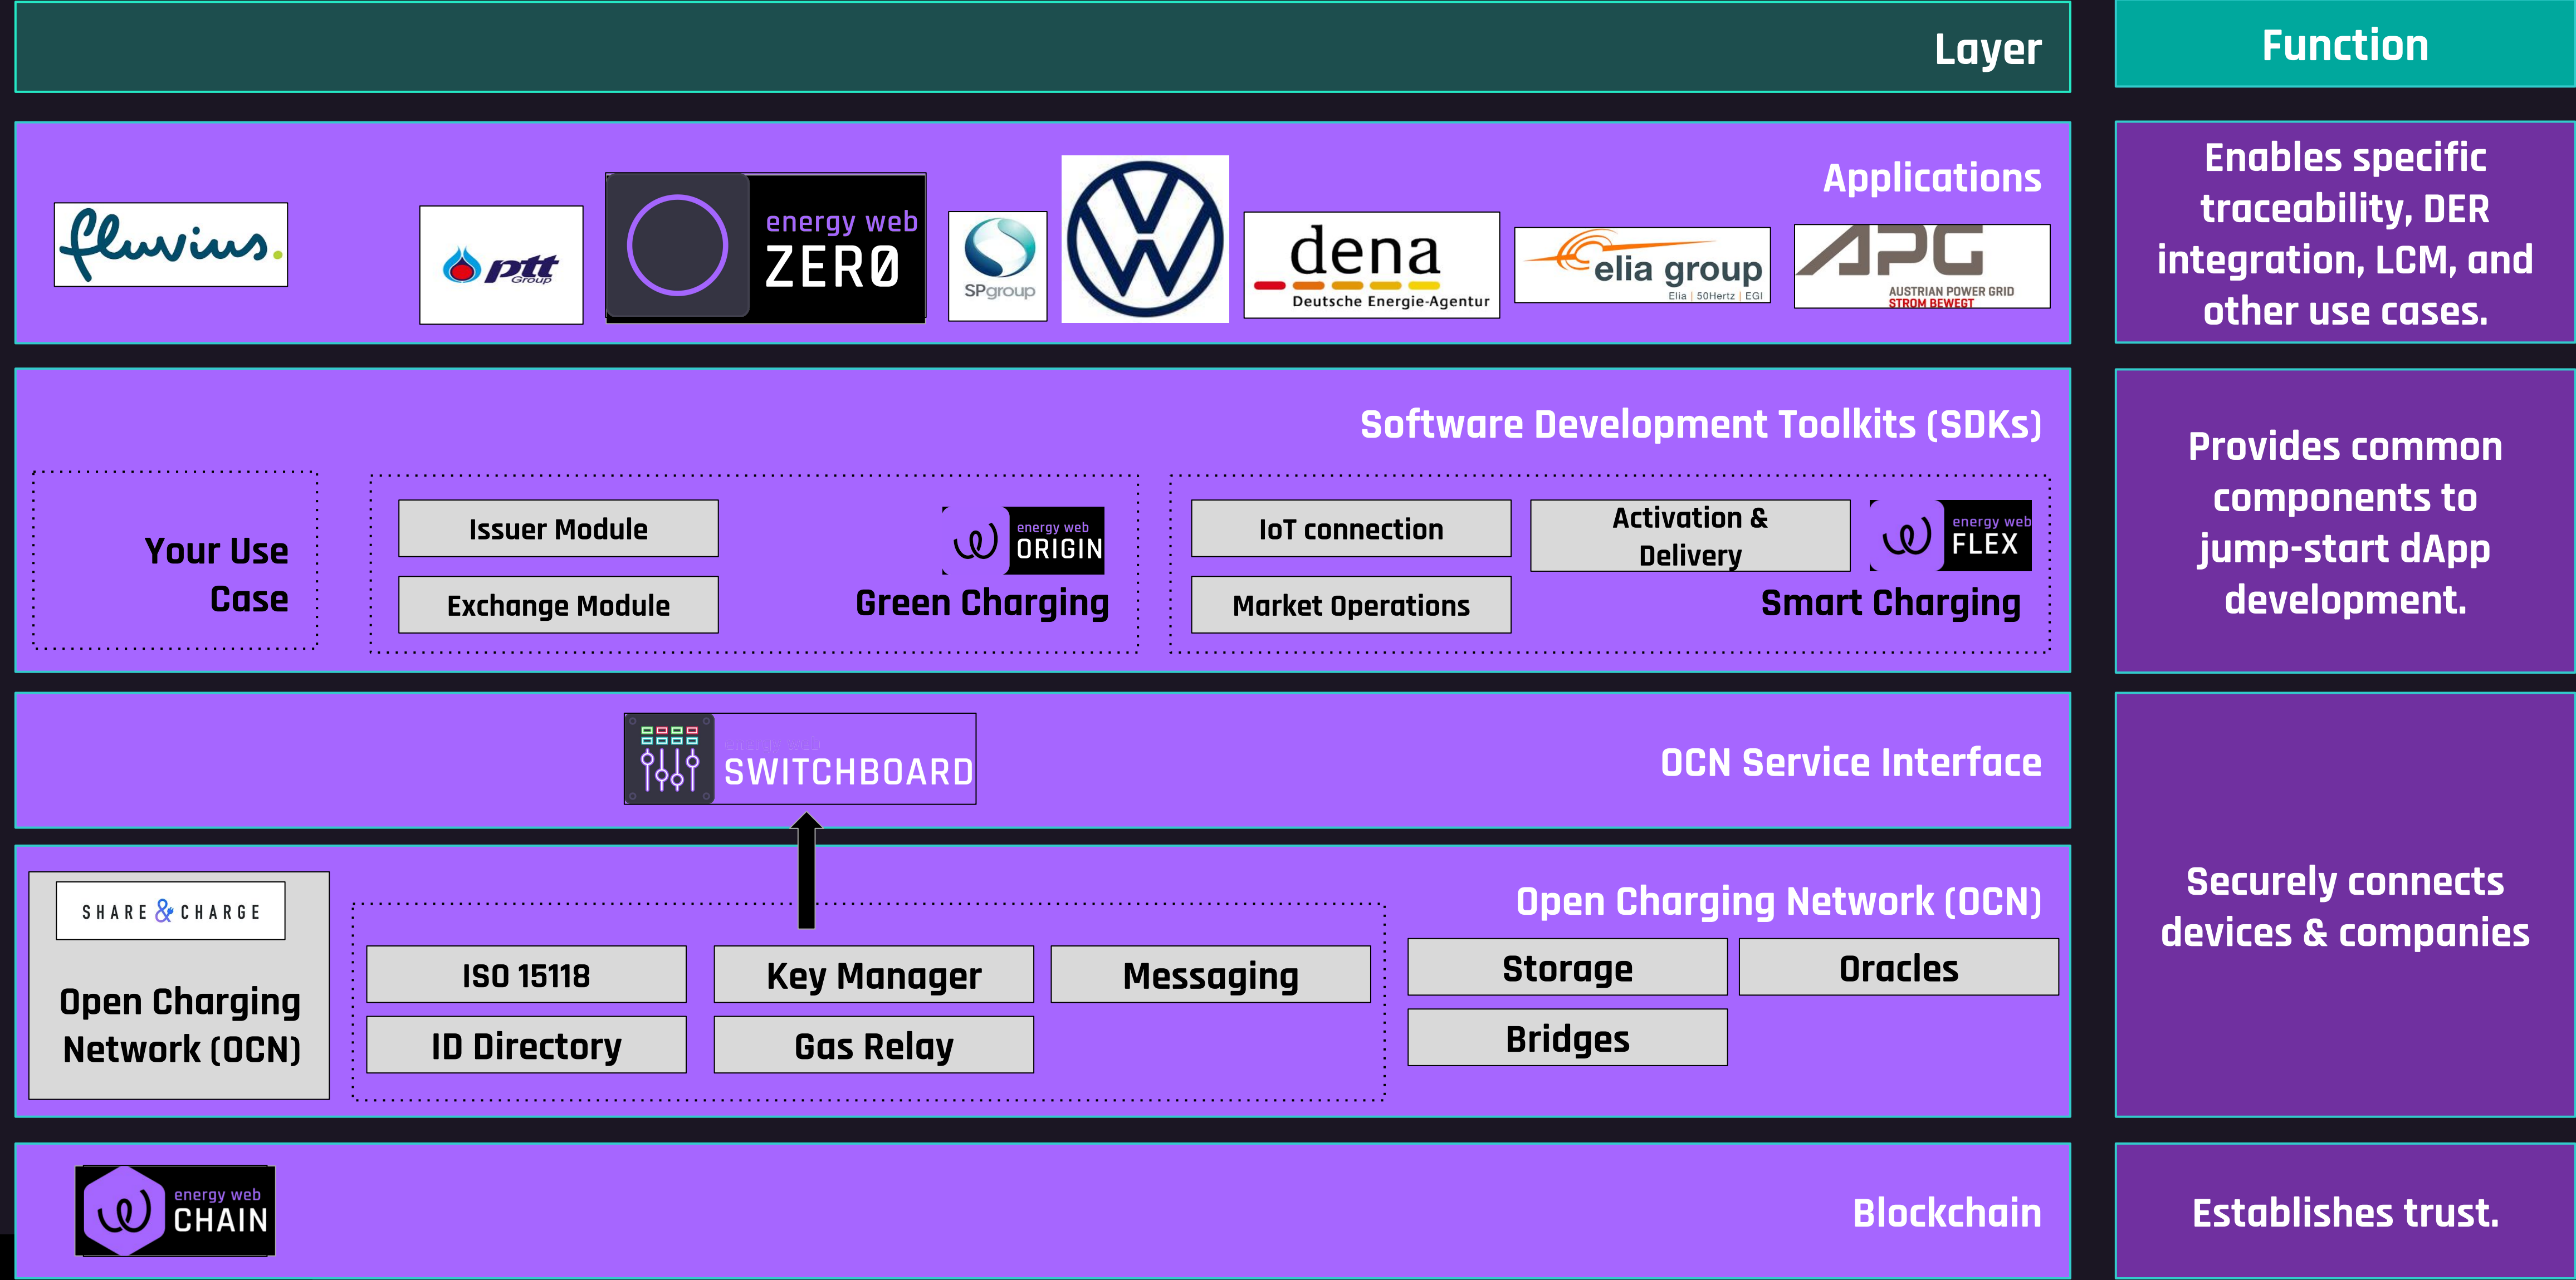 Layer
Function
Applications
fluvius.
ptt
Group
energy web
ZERØ
SPgroup
dena
Deutsche Energie-Agentur
elia group
Elia | 50Hertz | EGI
APG
AUSTRIAN POWER GRID
STROM BEWEGT
Enables specific
traceability, DER
integration, LCM, and
other use cases.
Software Development Toolkits (SDKs)
Your Use
Case
Issuer Module
Exchange Module
energy web
ORIGIN
Green Charging
IoT connection
Market Operations
Activation &
Delivery
energy web
FLEX
Smart Charging
Provides common
components to
jump-start dApp
development.
SWITCHBOARD
OCN Service Interface
SHARE & CHARGE
Open Charging
Network (OCN)
Open Charging Network (OCN)
ISO 15118
Key Manager
Messaging
ID Directory
Gas Relay
Storage
Oracles
Bridges
Securely connects
devices & companies
energy web
CHAIN
Blockchain
Establishes trust.